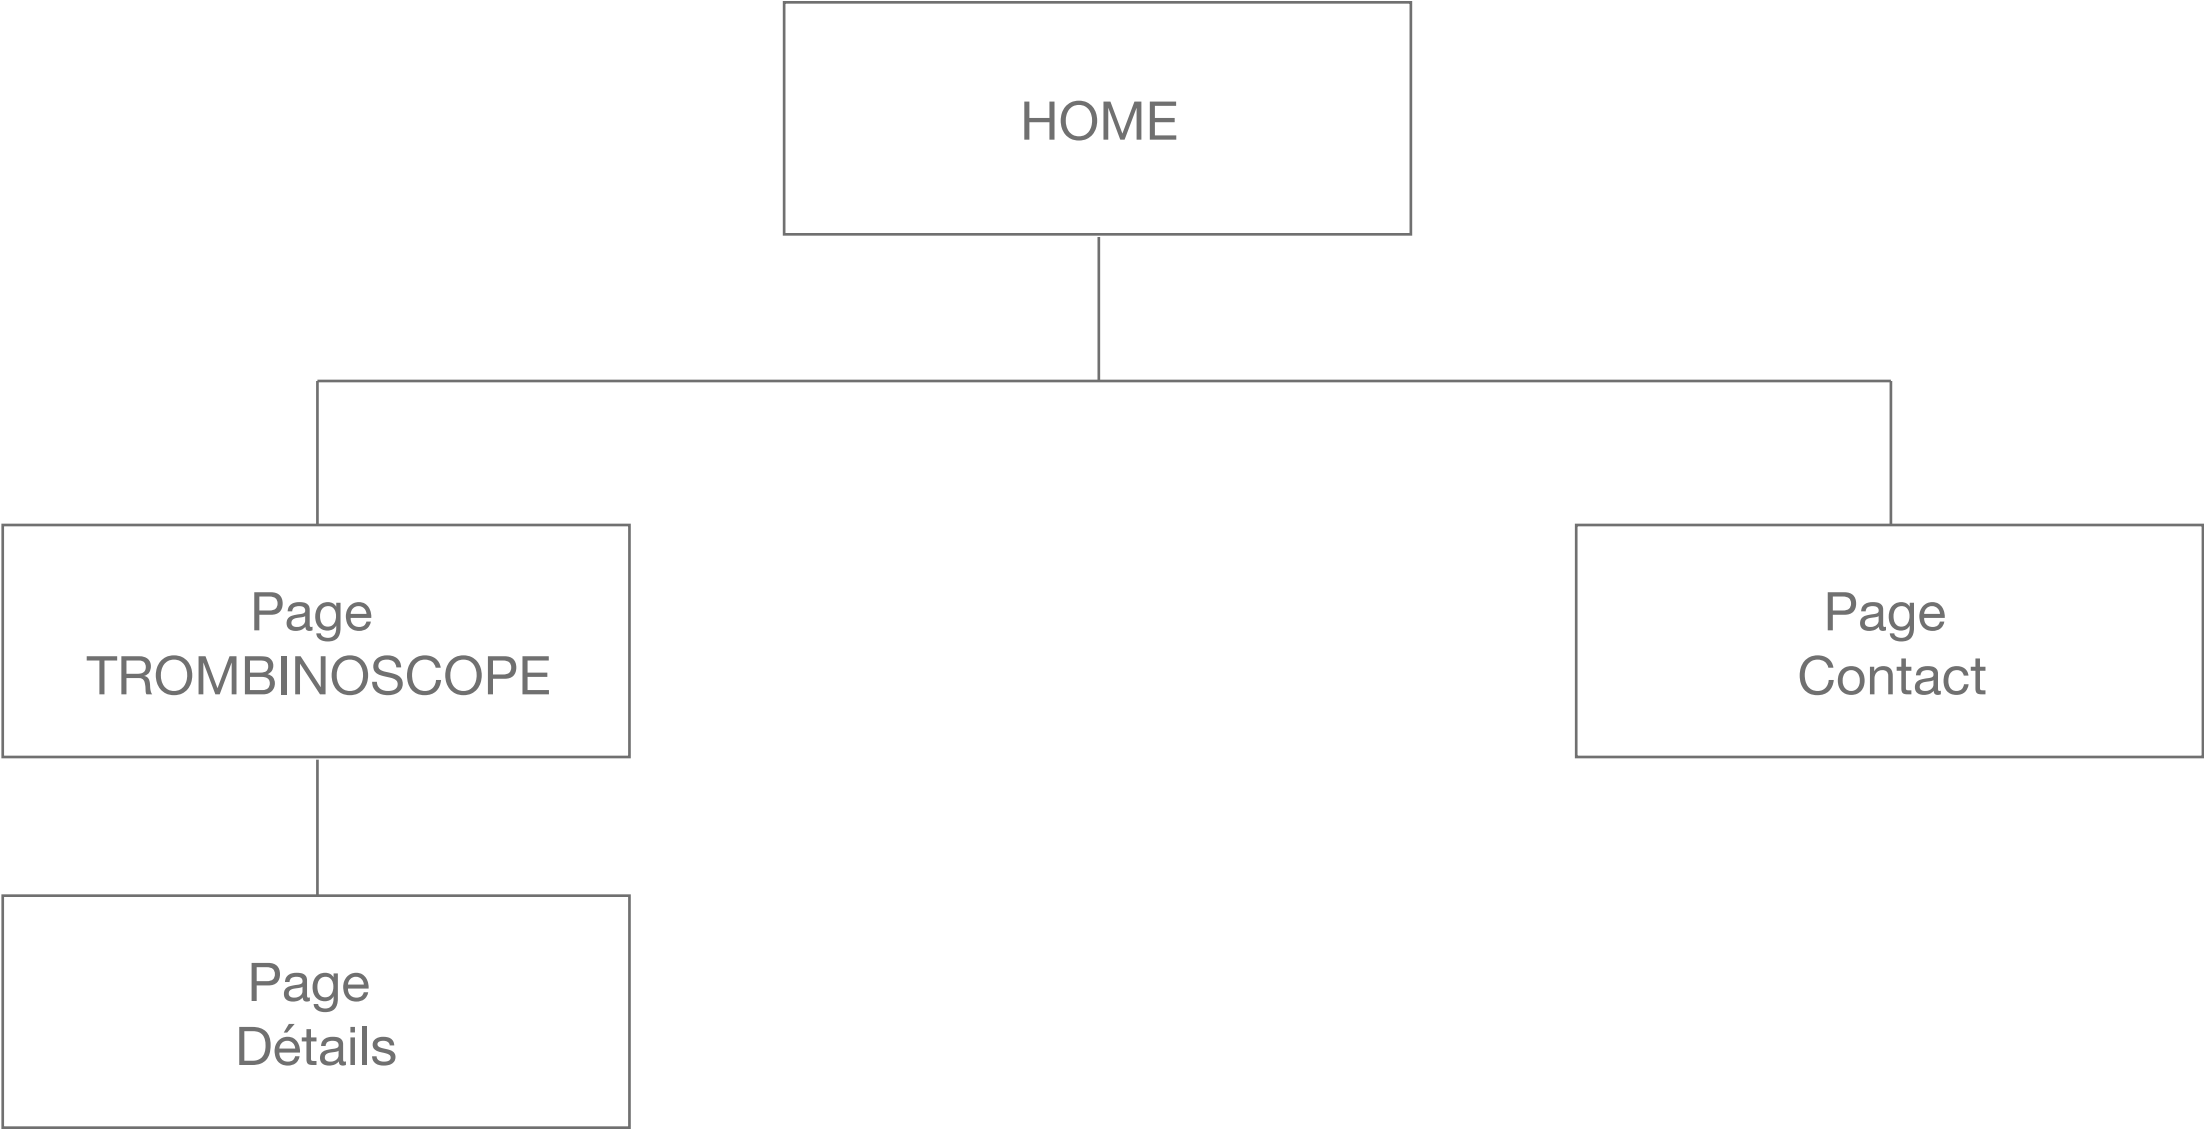 HOME
Page
TROMBINOSCOPE
Page
Contact
Page
Détails